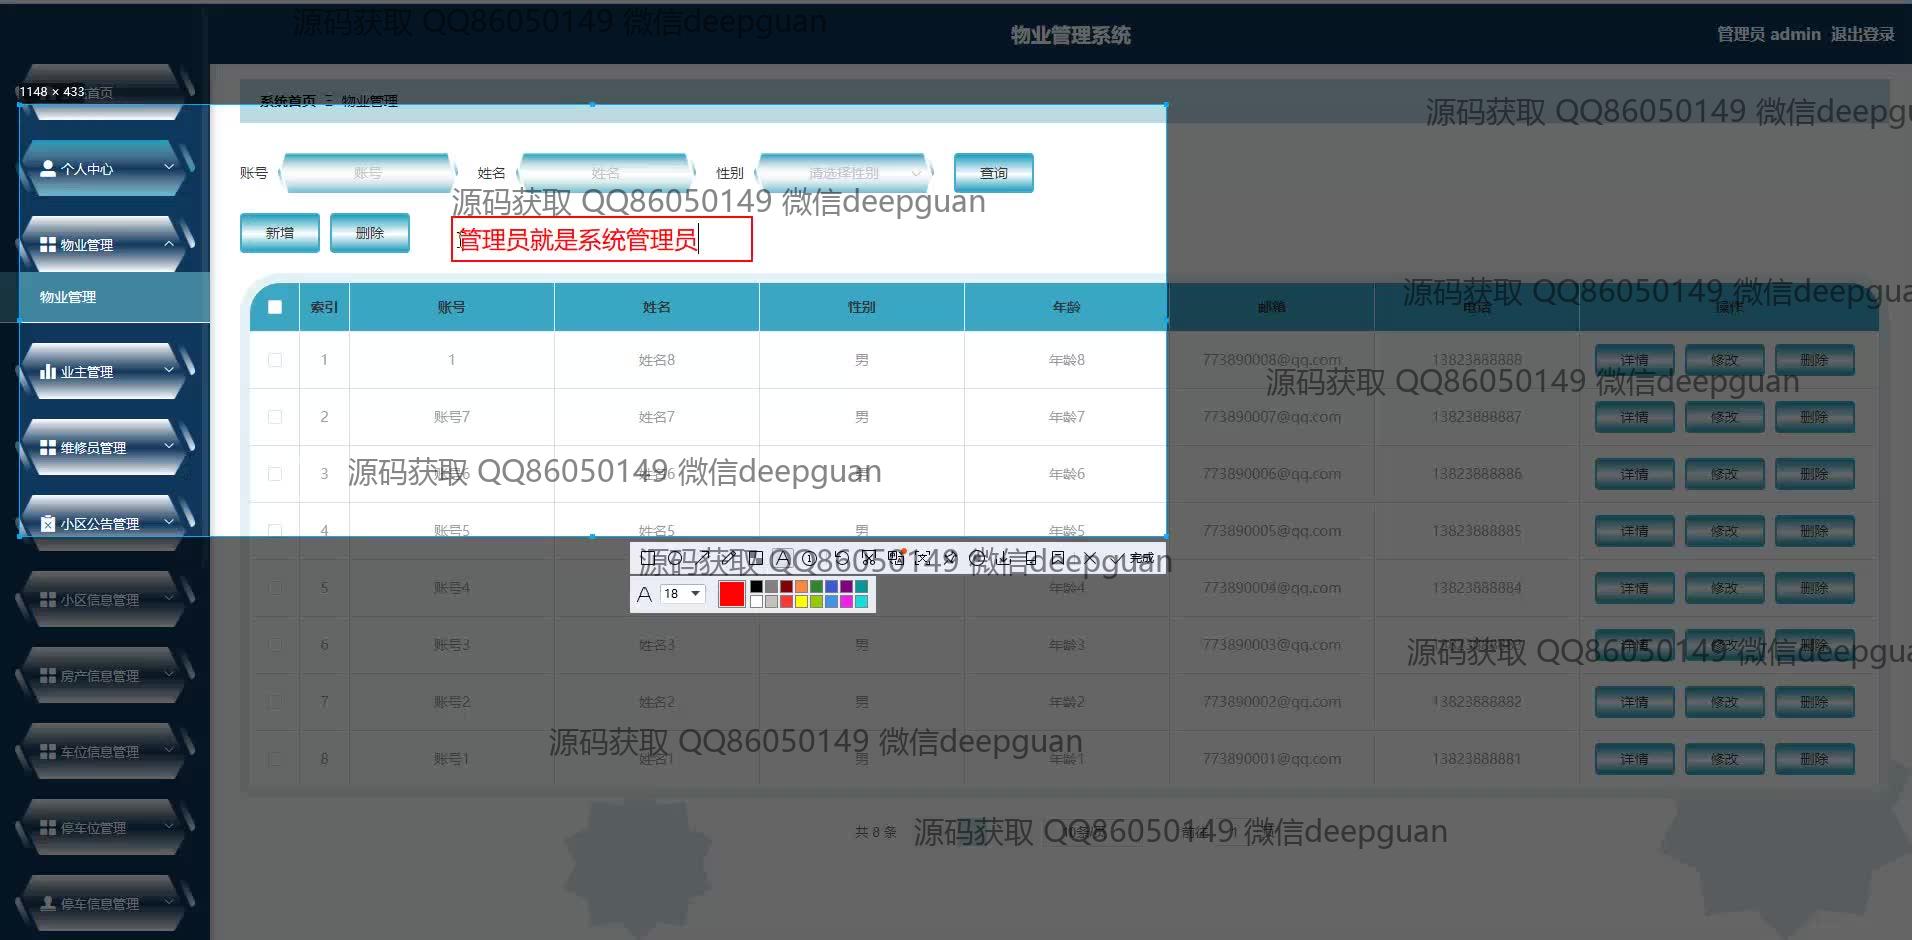 源码获取 QQ86050149 微信deepguan
物业管理系统
管理员 admin 退出登录
1148 × 433
首页
系统首页 Ξ 物业管理
源码获取 QQ86050149 微信deepgu
个人中心
账号 账号 姓名 姓名 性别 请选择性别 查询
源码获取 QQ86050149 微信deepguan
新增 删除
管理员就是系统管理员
物业管理
物业管理
源码获取 QQ86050149 微信deepgua
索引 账号 姓名 性别 年龄 邮箱 电话 操作
1 1 姓名8 男 年龄8 773890008@qq.com 13823888888 详情 修改 删除
业主管理
源码获取 QQ86050149 微信deepguan
2 账号7 姓名7 男 年龄7 773890007@qq.com 13823888887 详情 修改 删除
维修员管理
源码获取 QQ86050149 微信deepguan
3 账号6 姓名6 男 年龄6 773890006@qq.com 13823888886 详情 修改 删除
小区公告管理
4 账号5 姓名5 男 年龄5 773890005@qq.com 13823888885 详情 修改 删除
源码获取 QQ86050149 微信deepguan
完成
A 18
小区信息管理
5 账号4 年龄4 773890004@qq.com 13823888884 详情 修改 删除
6 账号3 姓名3 男 年龄3 773890003@qq.com 详情 修改 删除
源码获取 QQ86050149 微信deepgua
房产信息管理
7 账号2 姓名2 男 年龄2 773890002@qq.com 13823888882 详情 修改 删除
源码获取 QQ86050149 微信deepguan
车位信息管理
8 账号1 姓名1 男 年龄1 773890001@qq.com 13823888881 详情 修改 删除
停车位管理
共 8 条 10条/页 前往 1 页
源码获取 QQ86050149 微信deepguan
停车信息管理